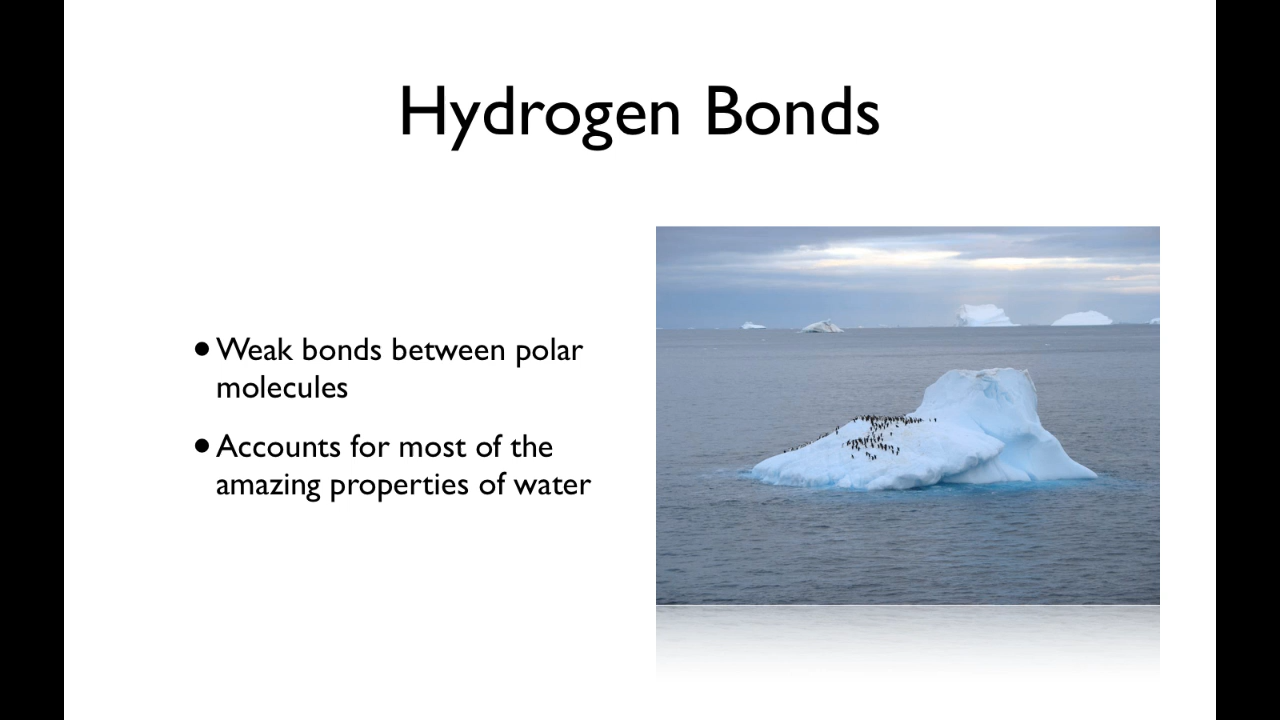 Hydrogen Bonds
•Weak bonds between polar
molecules
•Accounts for most of the
amazing properties of water